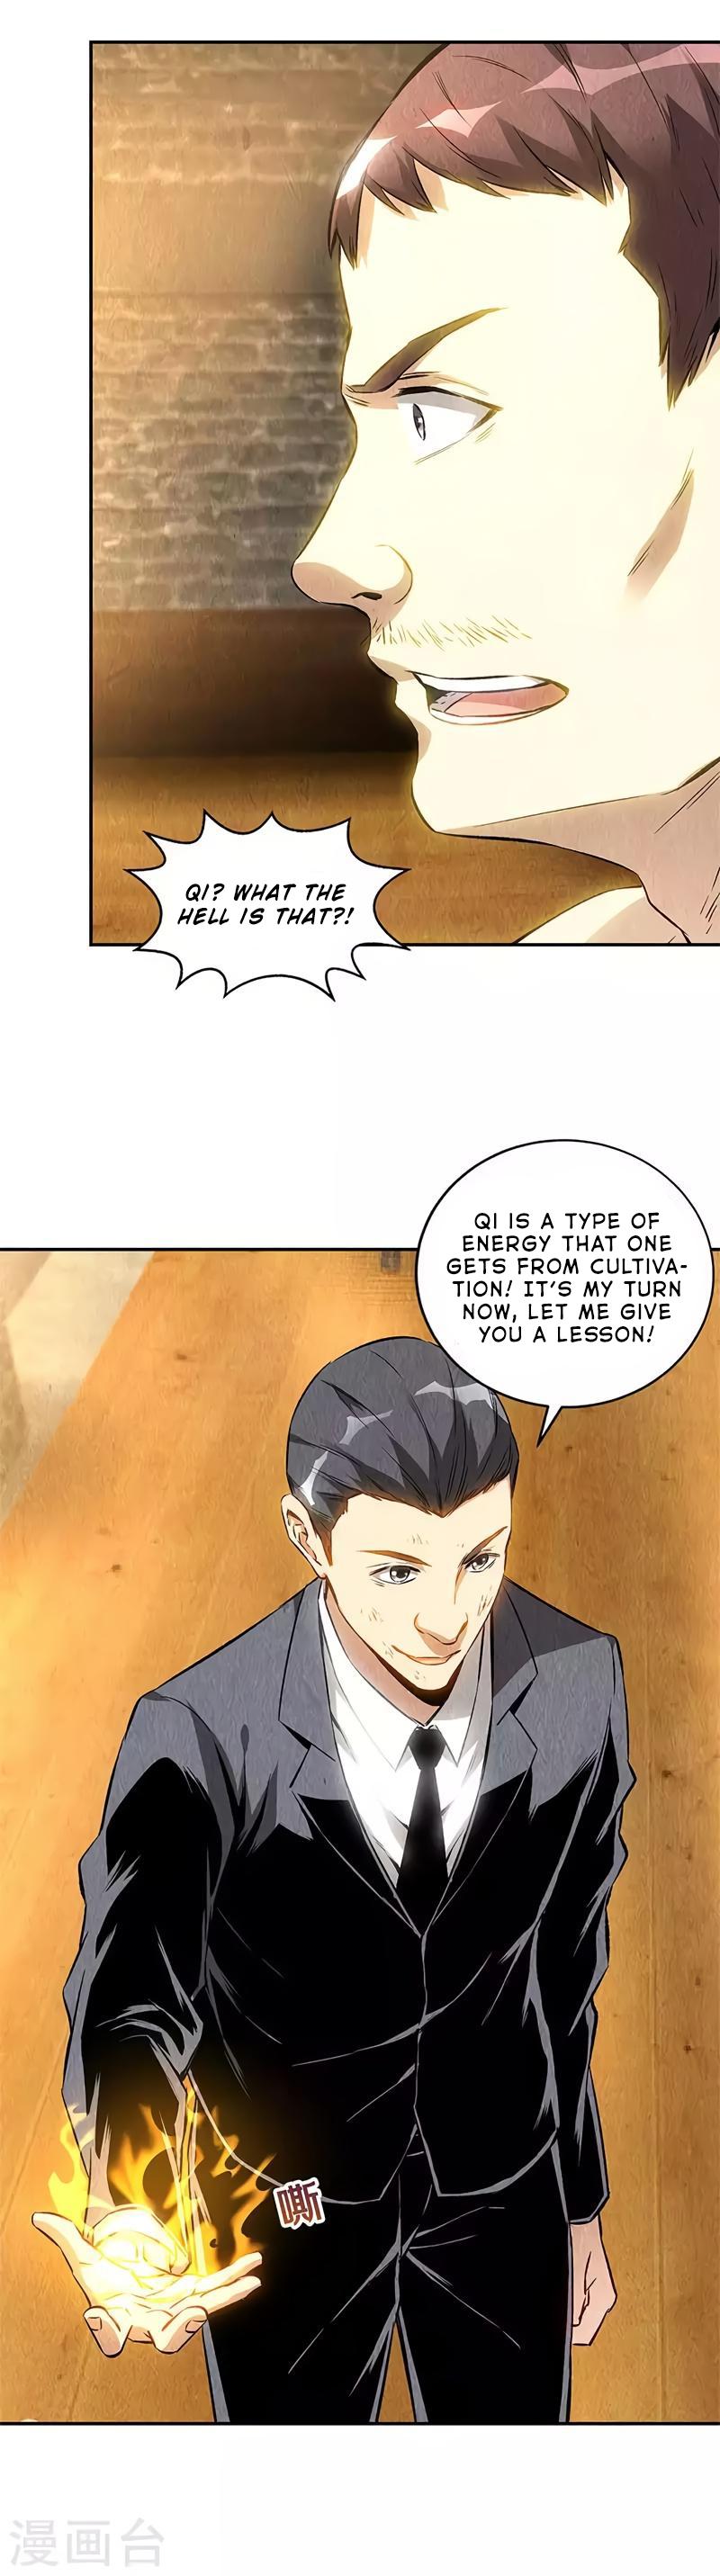 QI? WHAT THE
HELL IS THAT?!
QI IS A TYPE OF
ENERGY THAT ONE
GETS FROM CULTIVA-
TION! IT'S MY TURN
NOW, LET ME GIVE
YOU A LESSON!
嘶
漫画台